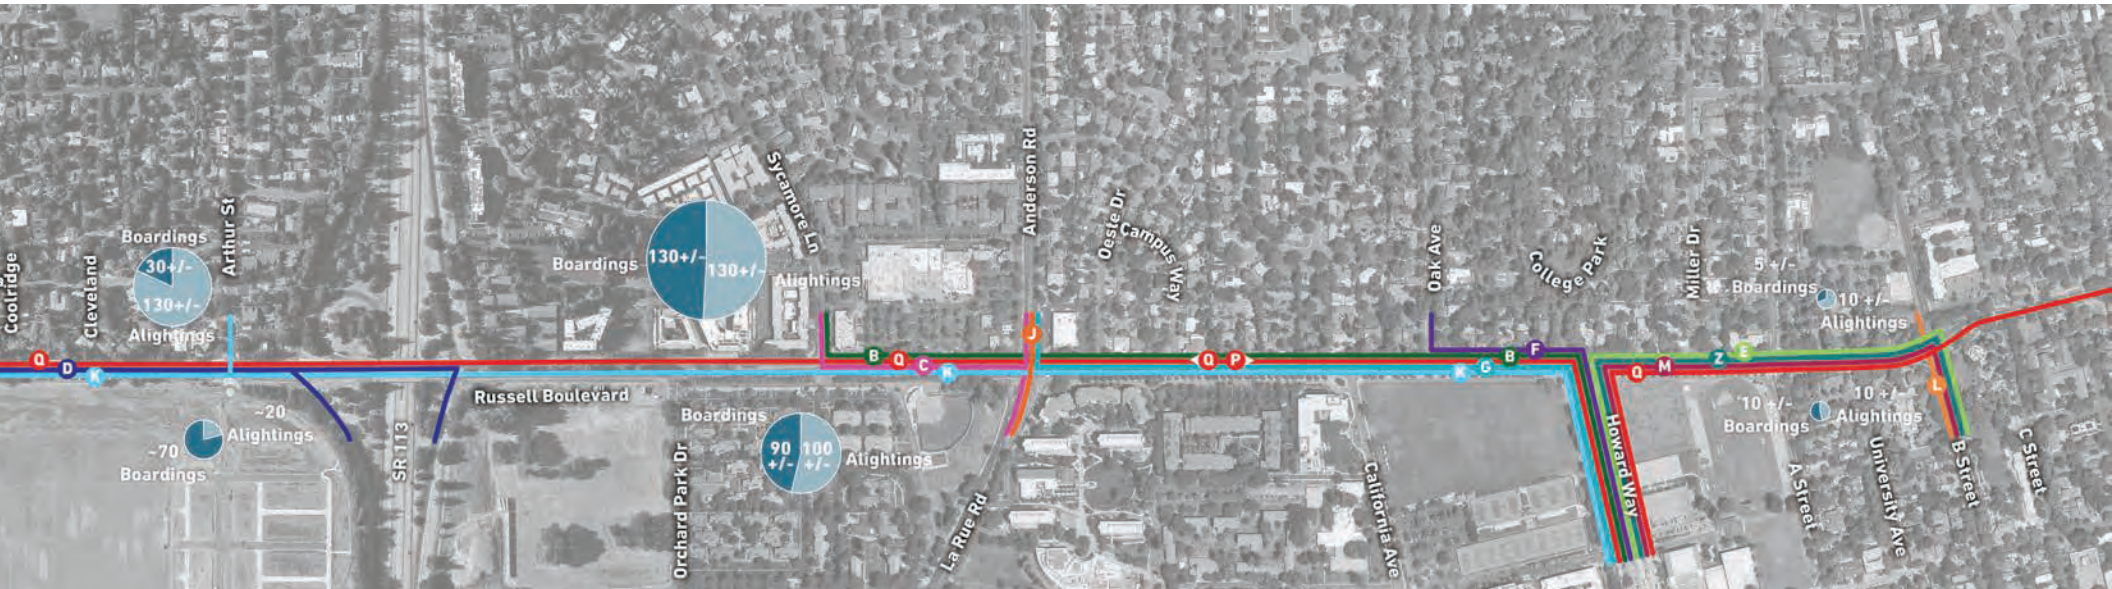 Coolridge
Cleveland
Boardings
30+/-
130+/-
Alightings
Arthur St
Q
D
K
~20
Alightings
~70
Boardings
SR 113
Russell Boulevard
Boardings
130+/-
130+/-
Alightings
Sycamore Ln
Orchard Park Dr
Boardings
90
+/-
100
+/-
Alightings
B
Q
C
K
La Rue Rd
Anderson Rd
J
Oeste Dr
Campus Way
Q
P
California Ave
Oak Ave
K
G
B
F
College Park
Howard Way
Q
M
Z
E
Miller Dr
5 +/-
Boardings
10 +/-
Alightings
10 +/-
Boardings
10 +/-
Alightings
A Street
University Ave
L
B Street
C Street